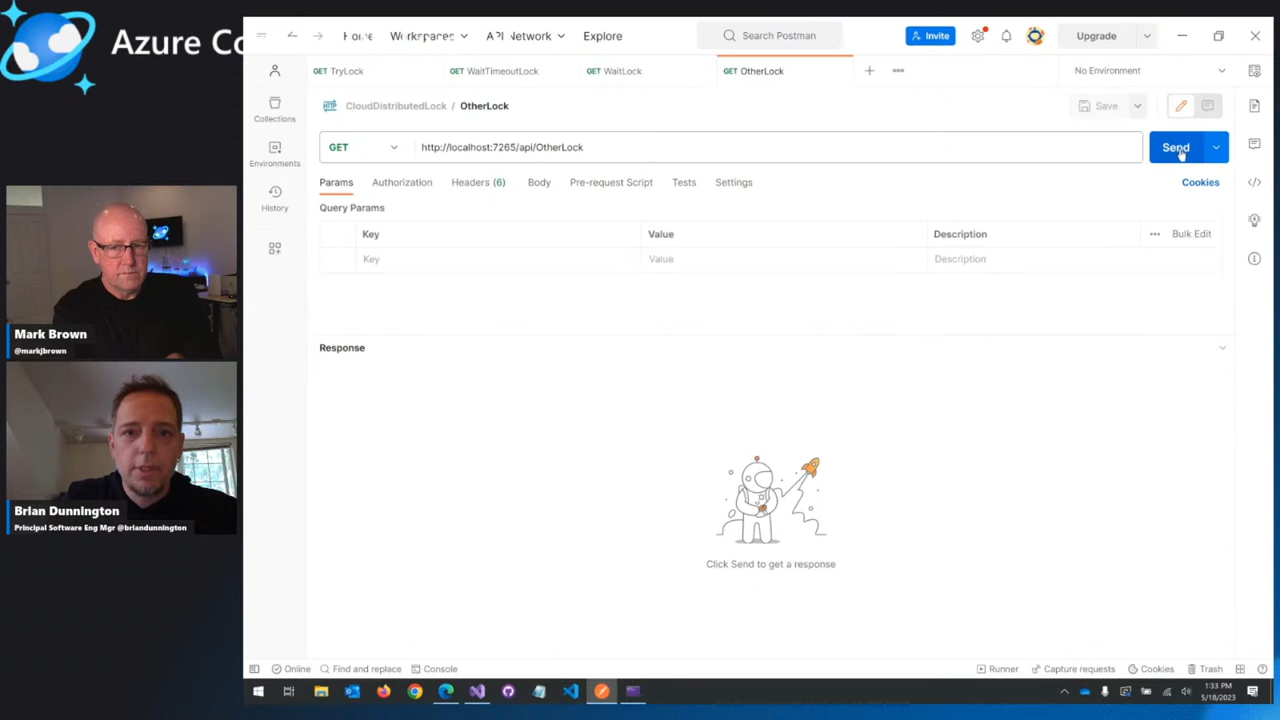 Azure Co
Workspaces
API Network
Explore
Search Postman
Invite
Upgrade
GET TryLock
GET WaitTimeoutLock
GET WaitLock
GET OtherLock
No Environment
Collections
Environments
History
HTTP
CloudDistributedLock / OtherLock
Save
GET
http://localhost:7265/api/OtherLock
Send
Params
Authorization
Headers (6)
Body
Pre-request Script
Tests
Settings
Cookies
Query Params
Key
Value
Description
Bulk Edit
Key
Value
Description
Response
Click Send to get a response
Mark Brown
@markjbrown
Brian Dunnington
Principal Software Eng Mgr @briandunnington
Online
Find and replace
Console
Runner
Capture requests
Cookies
Trash
1:33 PM
5/18/2023